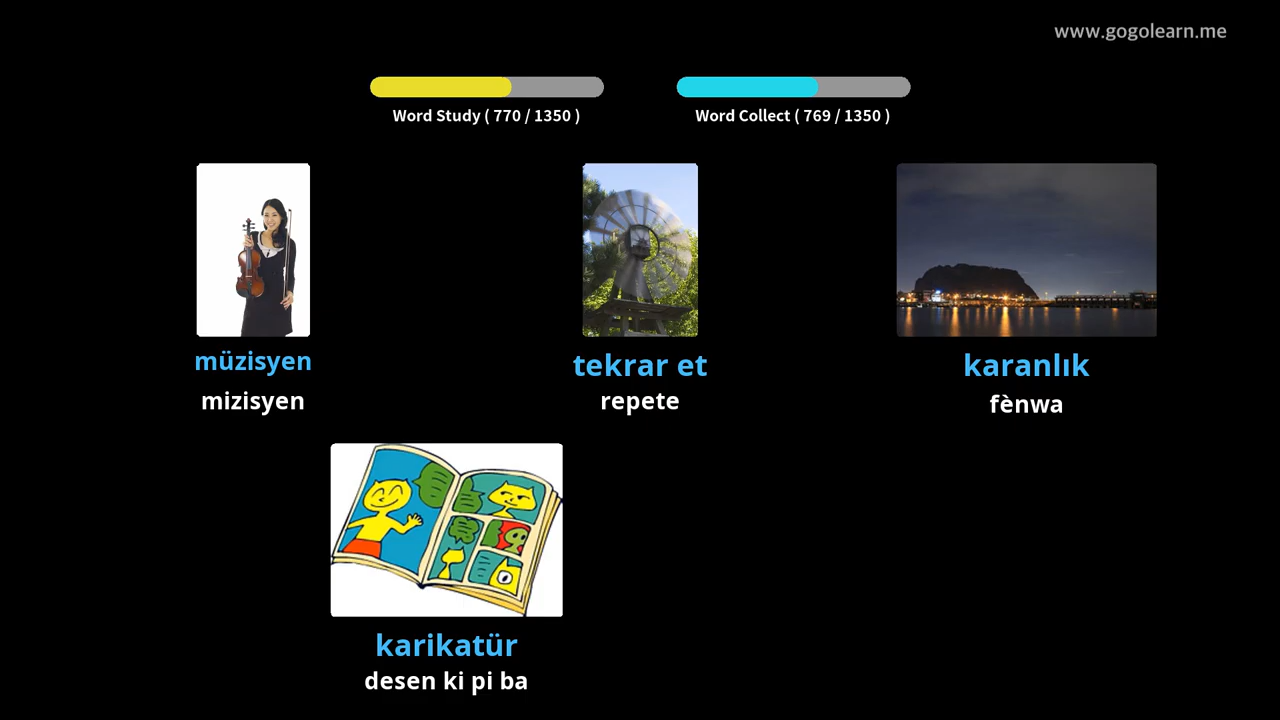 www.gogolearn.me
Word Study ( 770 / 1350 )
Word Collect ( 769 / 1350 )
müzisyen
mizisyen
tekrar et
repete
karanlık
fènwa
karikatür
desen ki pi ba